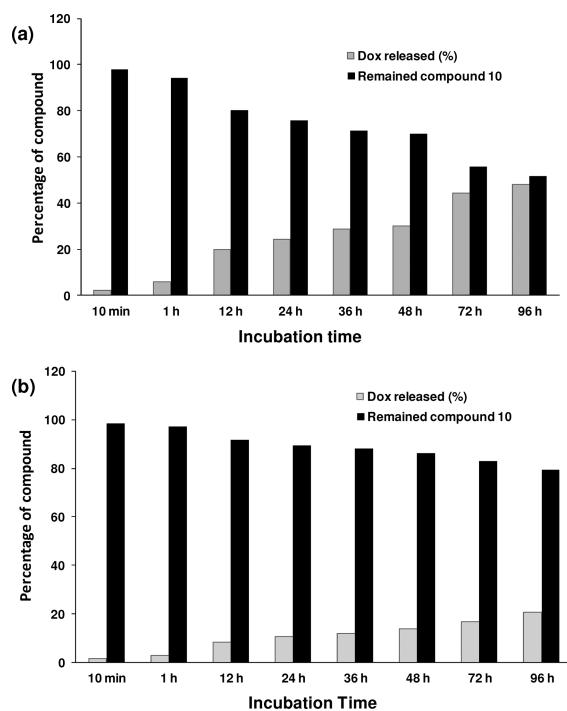 (a)
120
100
80
60
40
20
0
Percentage of compound
Dox released (%)
Remained compound 10
10 min 1 h 12 h 24 h 36 h 48 h 72 h 96 h
Incubation time
(b)
120
100
80
60
40
20
0
Percentage of compound
Dox released (%)
Remained compound 10
10 min 1 h 12 h 24 h 36 h 48 h 72 h 96 h
Incubation Time